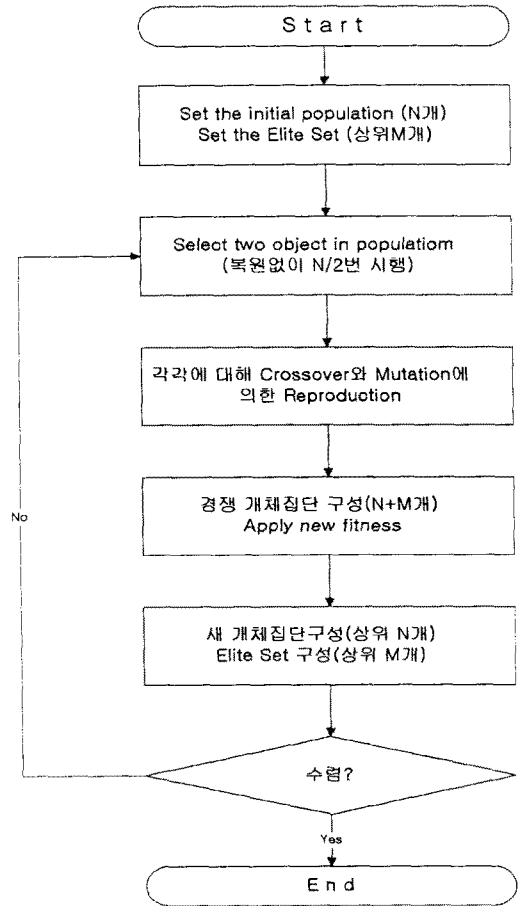 Start
Set the initial population (N개)
Set the Elite Set (상위M개)
Select two object in populatiom
(복원없이 N/2번 시행)
각각에 대해 Crossover와 Mutation에
의한 Reproduction
경쟁 개체집단 구성(N+M개)
Apply new fitness
No
새 개체집단구성(상위 N개)
Elite Set 구성(상위 M개)
수렴?
Yes
End